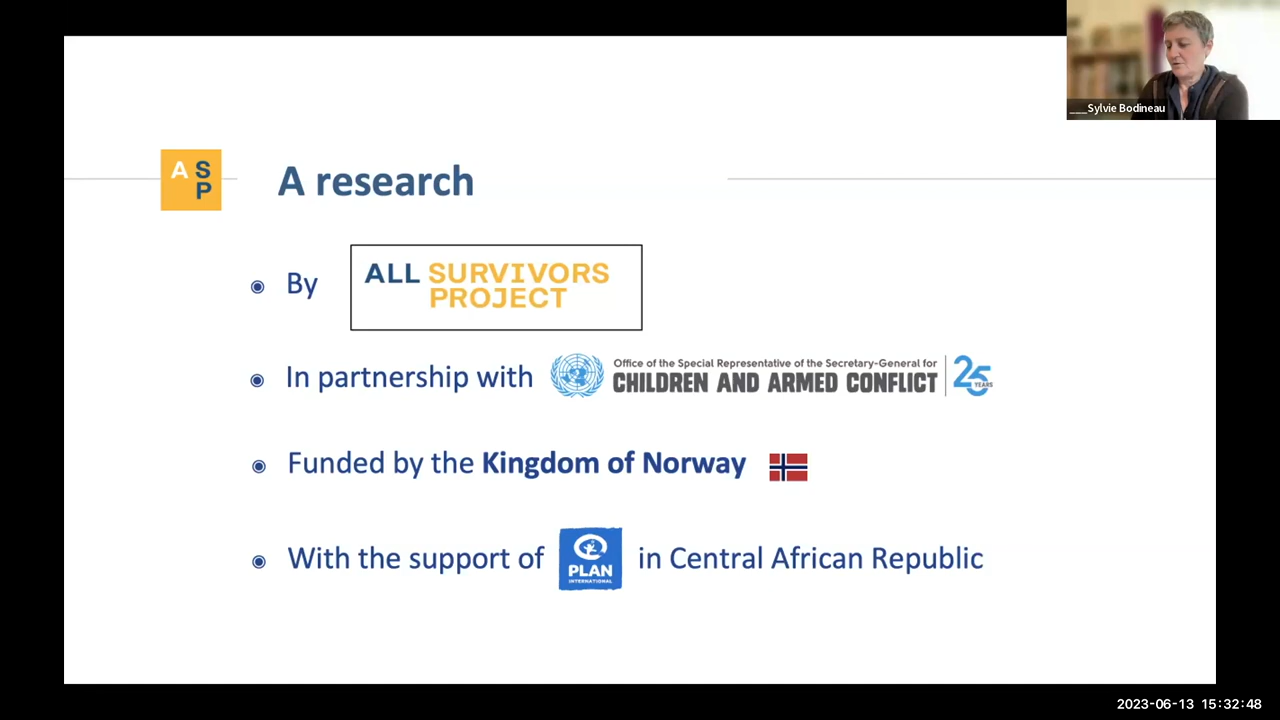 ___Sylvie Bodineau
A S
P
A research
By
ALL SURVIVORS
PROJECT
In partnership with
Office of the Special Representative of the Secretary-General for
CHILDREN AND ARMED CONFLICT
25
YEARS
Funded by the Kingdom of Norway
With the support of PLAN INTERNATIONAL in Central African Republic
2023-06-13 15:32:48